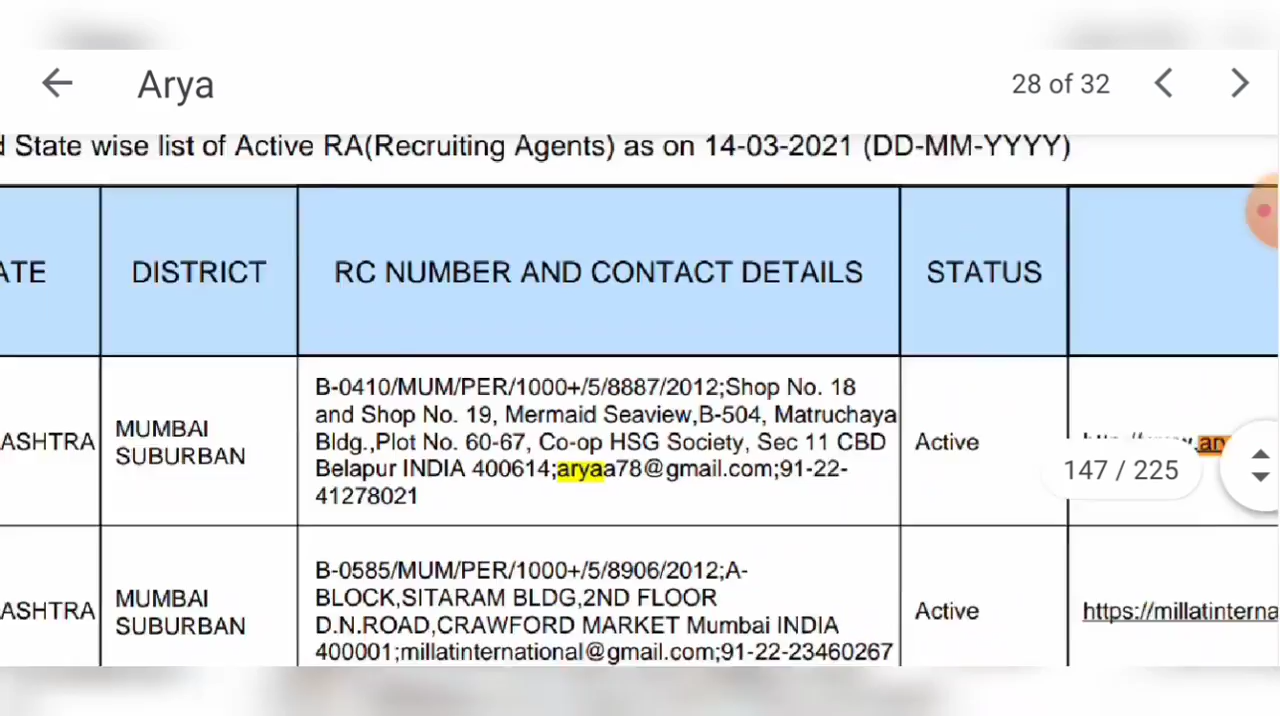 Arya
28 of 32
State wise list of Active RA(Recruiting Agents) as on 14-03-2021 (DD-MM-YYYY)
ATE
DISTRICT
RC NUMBER AND CONTACT DETAILS
STATUS
ASHTRA
MUMBAI
SUBURBAN
B-0410/MUM/PER/1000+/5/8887/2012;Shop No. 18
and Shop No. 19, Mermaid Seaview,B-504, Matruchaya
Bldg.,Plot No. 60-67, Co-op HSG Society, Sec 11 CBD
Belapur INDIA 400614;aryaa78@gmail.com;91-22-
41278021
Active
.ary
147 / 225
ASHTRA
MUMBAI
SUBURBAN
B-0585/MUM/PER/1000+/5/8906/2012;A-
BLOCK,SITARAM BLDG,2ND FLOOR
D.N.ROAD,CRAWFORD MARKET Mumbai INDIA
400001;millatinternational@gmail.com;91-22-23460267
Active
https://millatinterna